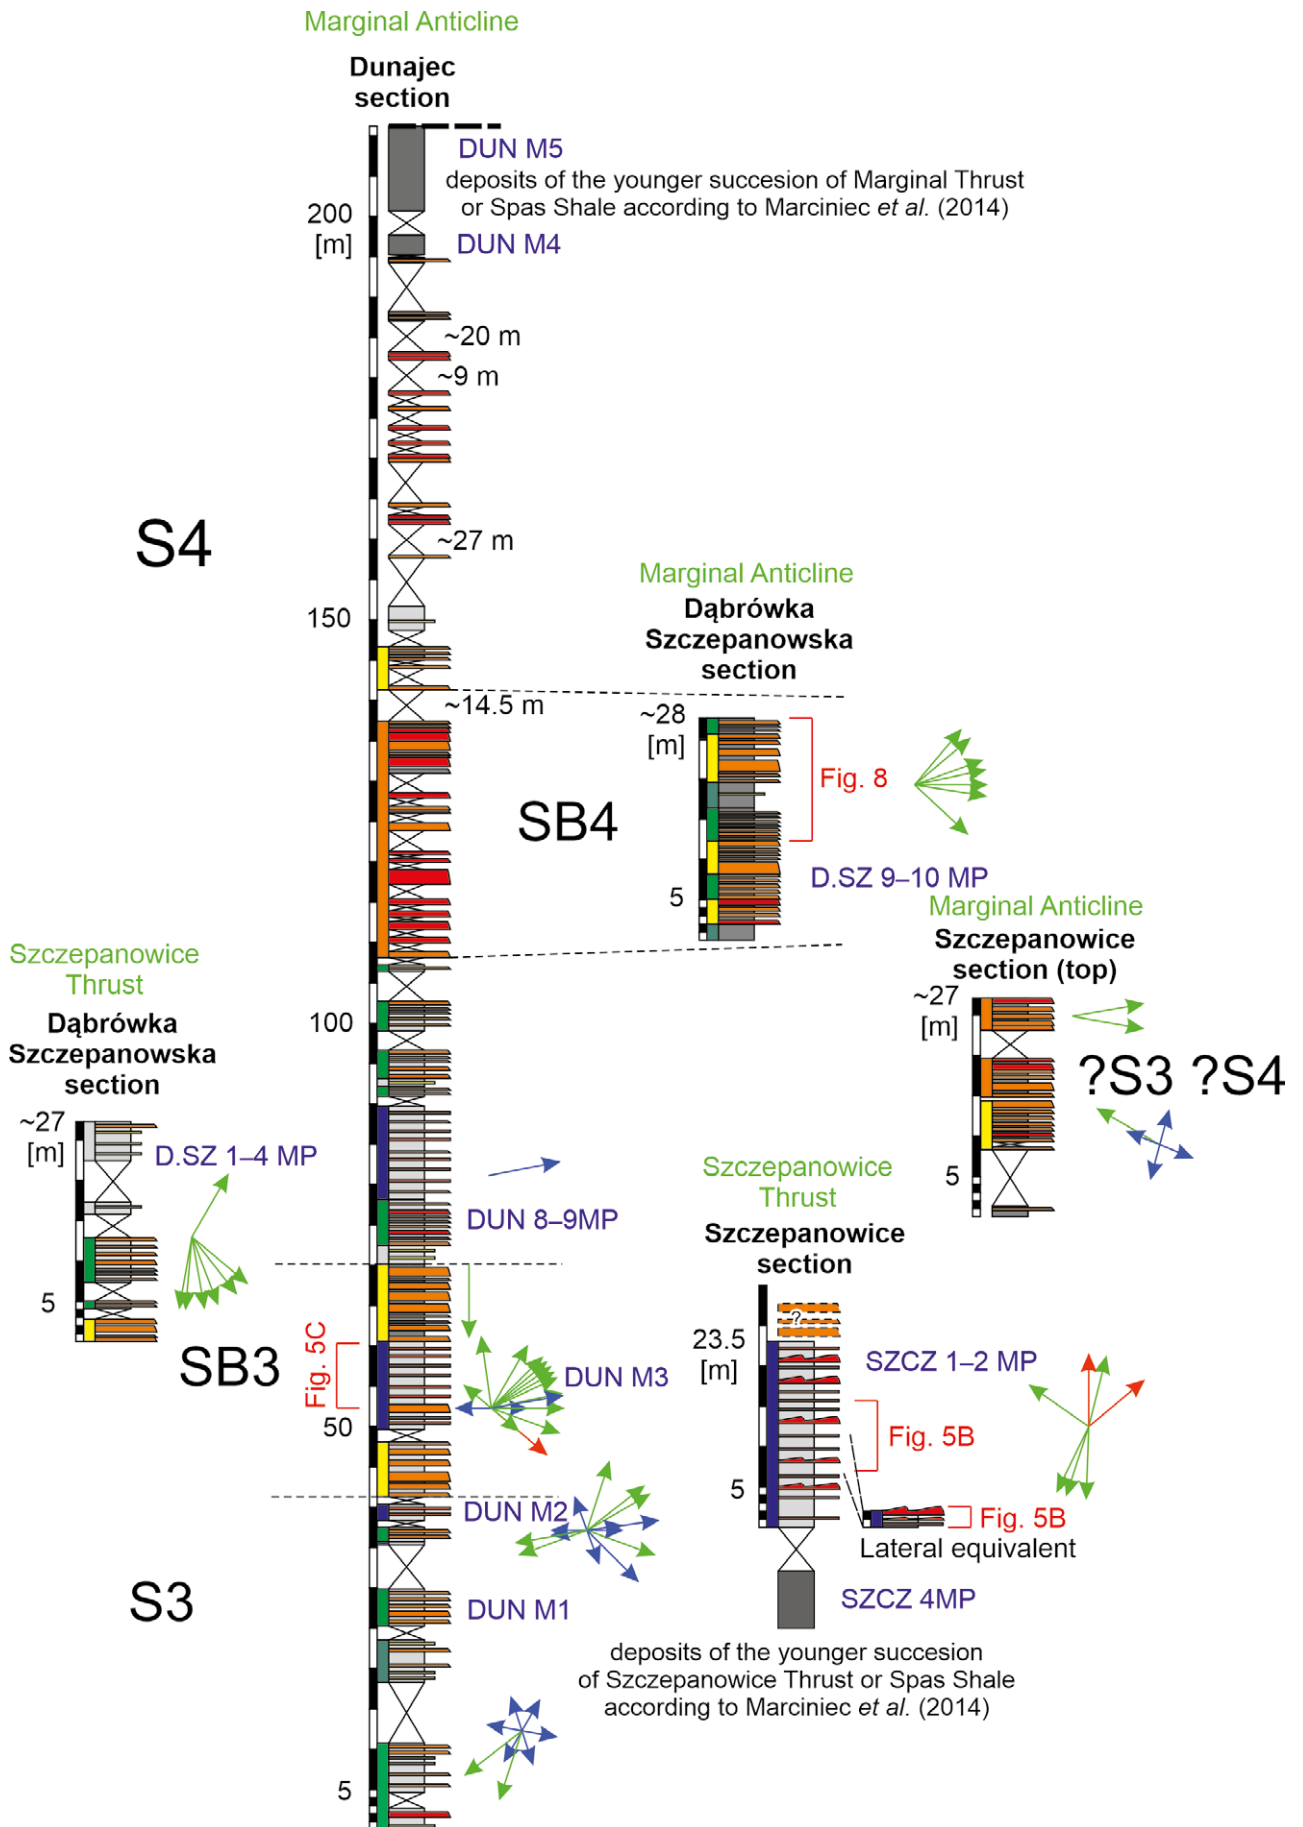 Marginal Anticline
Dunajec
section
DUN M5
deposits of the younger succesion of Marginal Thrust
or Spas Shale according to Marciniec et al. (2014)
200
[m]
DUN M4
~20 m
~9 m
S4
~27 m
150
~14.5 m
Marginal Anticline
Dąbrówka
Szczepanowska
section
~28
[m]
Fig. 8
SB4
D.SZ 9–10 MP
5
Marginal Anticline
Szczepanowice
section (top)
~27
[m]
?S3 ?S4
5
Szczepanowice
Thrust
Dąbrówka
Szczepanowska
section
~27
[m]
D.SZ 1–4 MP
5
100
DUN 8–9MP
SB3
Fig. 5C
DUN M3
50
DUN M2
S3
DUN M1
5
Szczepanowice
Thrust
Szczepanowice
section
?
23.5
[m]
SZCZ 1–2 MP
Fig. 5B
5
Fig. 5B
Lateral equivalent
SZCZ 4MP
deposits of the younger succesion
of Szczepanowice Thrust or Spas Shale
according to Marciniec et al. (2014)